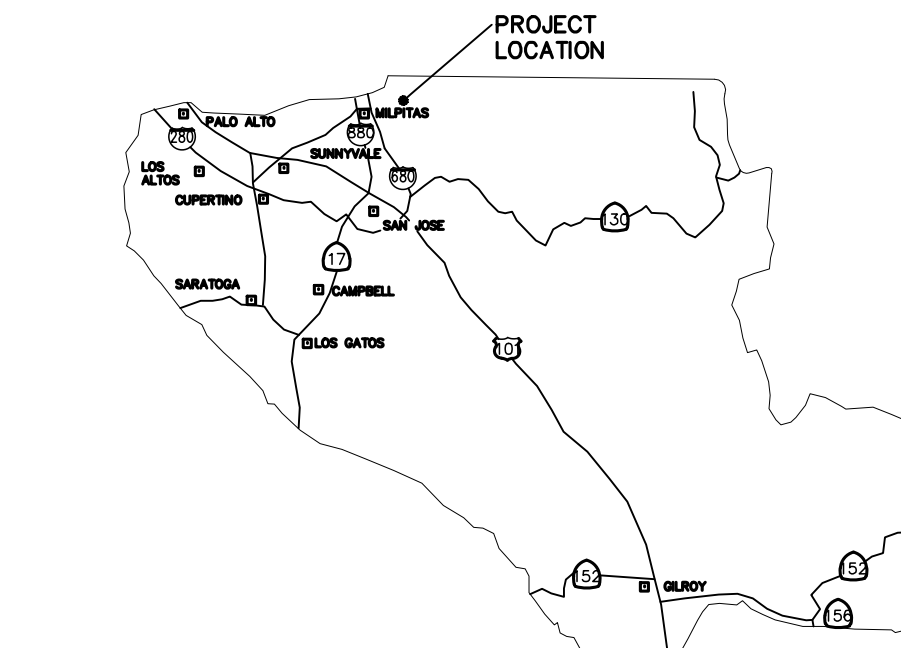 PROJECT
LOCATION
MILPITAS
PALO ALTO
880
280
SUNNYVALE
LOS
ALTOS
680
CUPERTINO
130
SAN JOSE
17
SARATOGA
CAMPBELL
LOS GATOS
101
152
GILROY
152
156